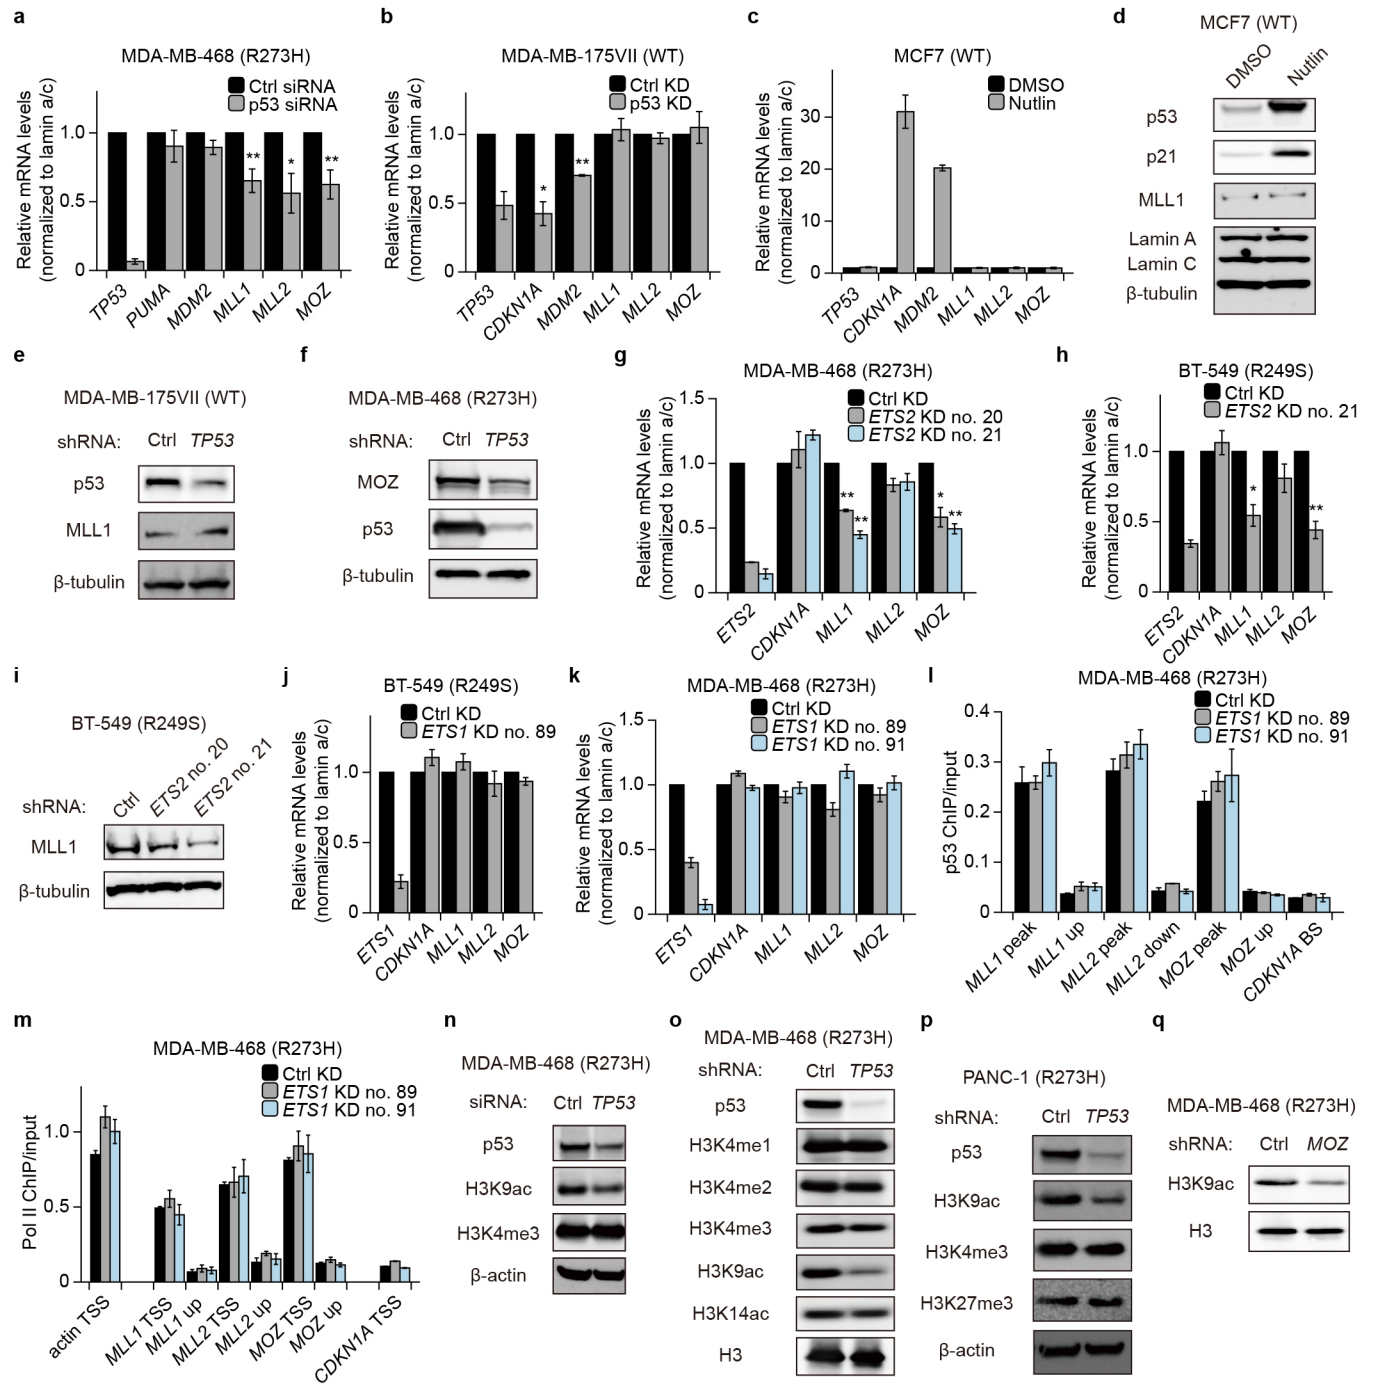 a
MDA-MB-468 (R273H)
Ctrl siRNA
p53 siRNA
Relative mRNA levels
(normalized to lamin a/c)
1.0
0.5
0
TP53
PUMA
MDM2
MLL1
MLL2
MOZ
**
*
**
b
MDA-MB-175VII (WT)
Ctrl KD
p53 KD
Relative mRNA levels
(normalized to lamin a/c)
1.0
0.5
0
*
**
TP53
CDKN1A
MDM2
MLL1
MLL2
MOZ
c
MCF7 (WT)
DMSO
Nutlin
Relative mRNA levels
(normalized to lamin a/c)
30
20
10
0
TP53
CDKN1A
MDM2
MLL1
MLL2
MOZ
d
MCF7 (WT)
DMSO
Nutlin
p53
p21
MLL1
Lamin A
Lamin C
β-tubulin
e
MDA-MB-175VII (WT)
shRNA: Ctrl TP53
p53
MLL1
β-tubulin
f
MDA-MB-468 (R273H)
shRNA: Ctrl TP53
MOZ
p53
β-tubulin
g
MDA-MB-468 (R273H)
Ctrl KD
ETS2 KD no. 20
ETS2 KD no. 21
Relative mRNA levels
(normalized to lamin a/c)
1.5
1.0
0.5
0
**
**
*
**
ETS2
CDKN1A
MLL1
MLL2
MOZ
h
BT-549 (R249S)
Ctrl KD
ETS2 KD no. 21
Relative mRNA levels
(normalized to lamin a/c)
1.0
0.5
0
*
**
ETS2
CDKN1A
MLL1
MLL2
MOZ
i
BT-549 (R249S)
shRNA: Ctrl ETS2 no. 20 ETS2 no. 21
MLL1
β-tubulin
j
BT-549 (R249S)
Ctrl KD
ETS1 KD no. 89
Relative mRNA levels
(normalized to lamin a/c)
1.0
0.5
0
ETS1
CDKN1A
MLL1
MLL2
MOZ
k
MDA-MB-468 (R273H)
Ctrl KD
ETS1 KD no. 89
ETS1 KD no. 91
Relative mRNA levels
(normalized to lamin a/c)
1.5
1.0
0.5
0
ETS1
CDKN1A
MLL1
MLL2
MOZ
l
MDA-MB-468 (R273H)
Ctrl KD
ETS1 KD no. 89
ETS1 KD no. 91
p53 ChIP/input
0.4
0.3
0.2
0.1
0
MLL1 peak
MLL1 up
MLL2 peak
MLL2 down
MOZ peak
MOZ up
CDKN1A BS
m
MDA-MB-468 (R273H)
Ctrl KD
ETS1 KD no. 89
ETS1 KD no. 91
Pol II ChIP/input
1.0
0.5
0
actin TSS
MLL1 TSS
MLL1 up
MLL2 TSS
MLL2 up
MOZ TSS
MOZ up
CDKN1A TSS
n
MDA-MB-468 (R273H)
siRNA: Ctrl TP53
p53
H3K9ac
H3K4me3
β-actin
o
MDA-MB-468 (R273H)
shRNA: Ctrl TP53
p53
H3K4me1
H3K4me2
H3K4me3
H3K9ac
H3K14ac
H3
p
PANC-1 (R273H)
shRNA: Ctrl TP53
p53
H3K9ac
H3K4me3
H3K27me3
β-actin
q
MDA-MB-468 (R273H)
shRNA: Ctrl MOZ
H3K9ac
H3